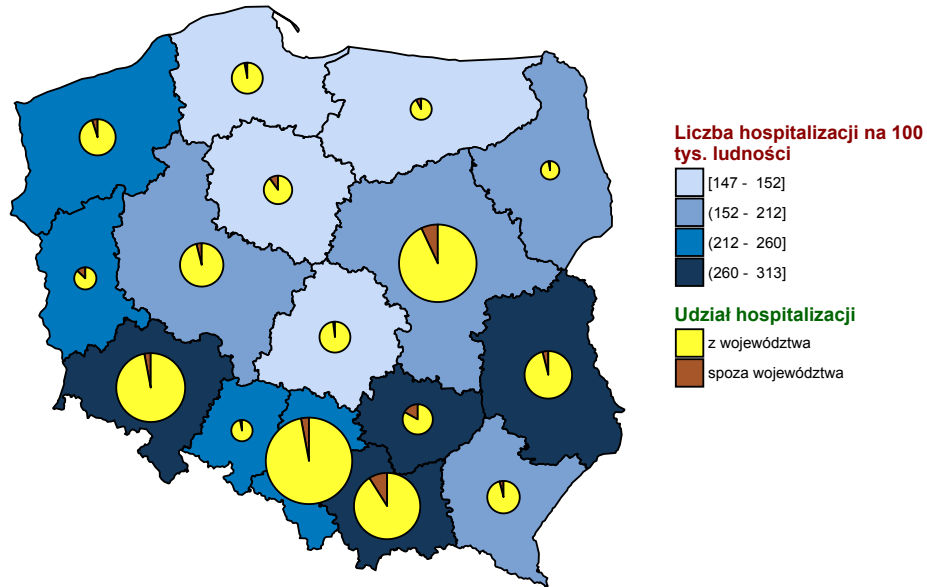 Liczba hospitalizacji na 100
tys. ludności
[147 - 152]
(152 - 212]
(212 - 260]
(260 - 313]
Udział hospitalizacji
z województwa
spoza województwa